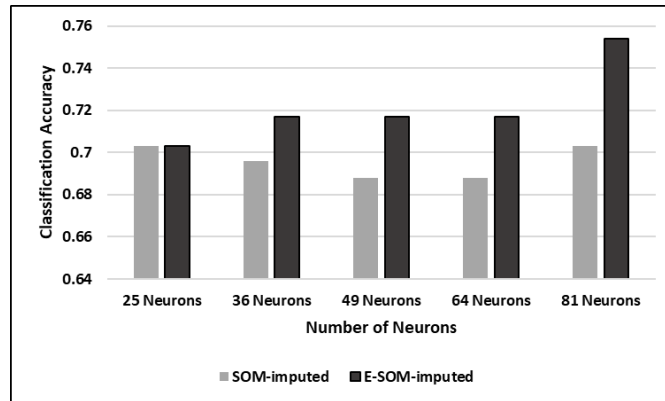 0.76
0.74
0.72
0.7
0.68
0.66
0.64
Classification Accuracy
25 Neurons 36 Neurons 49 Neurons 64 Neurons 81 Neurons
Number of Neurons
SOM-imputed E-SOM-imputed